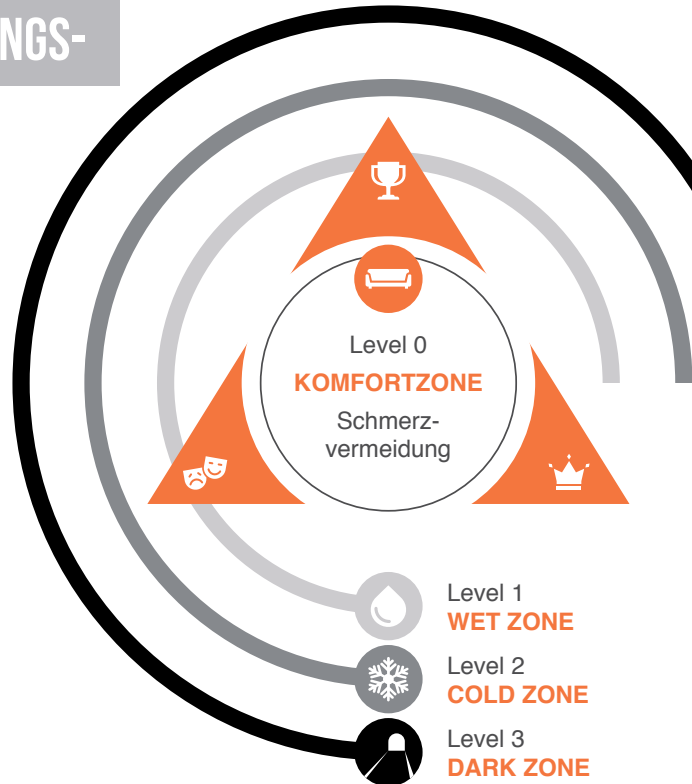 NGS-
Level 0
KOMFORTZONE
Schmerz-
vermeidung
Level 1
WET ZONE
Level 2
COLD ZONE
Level 3
DARK ZONE